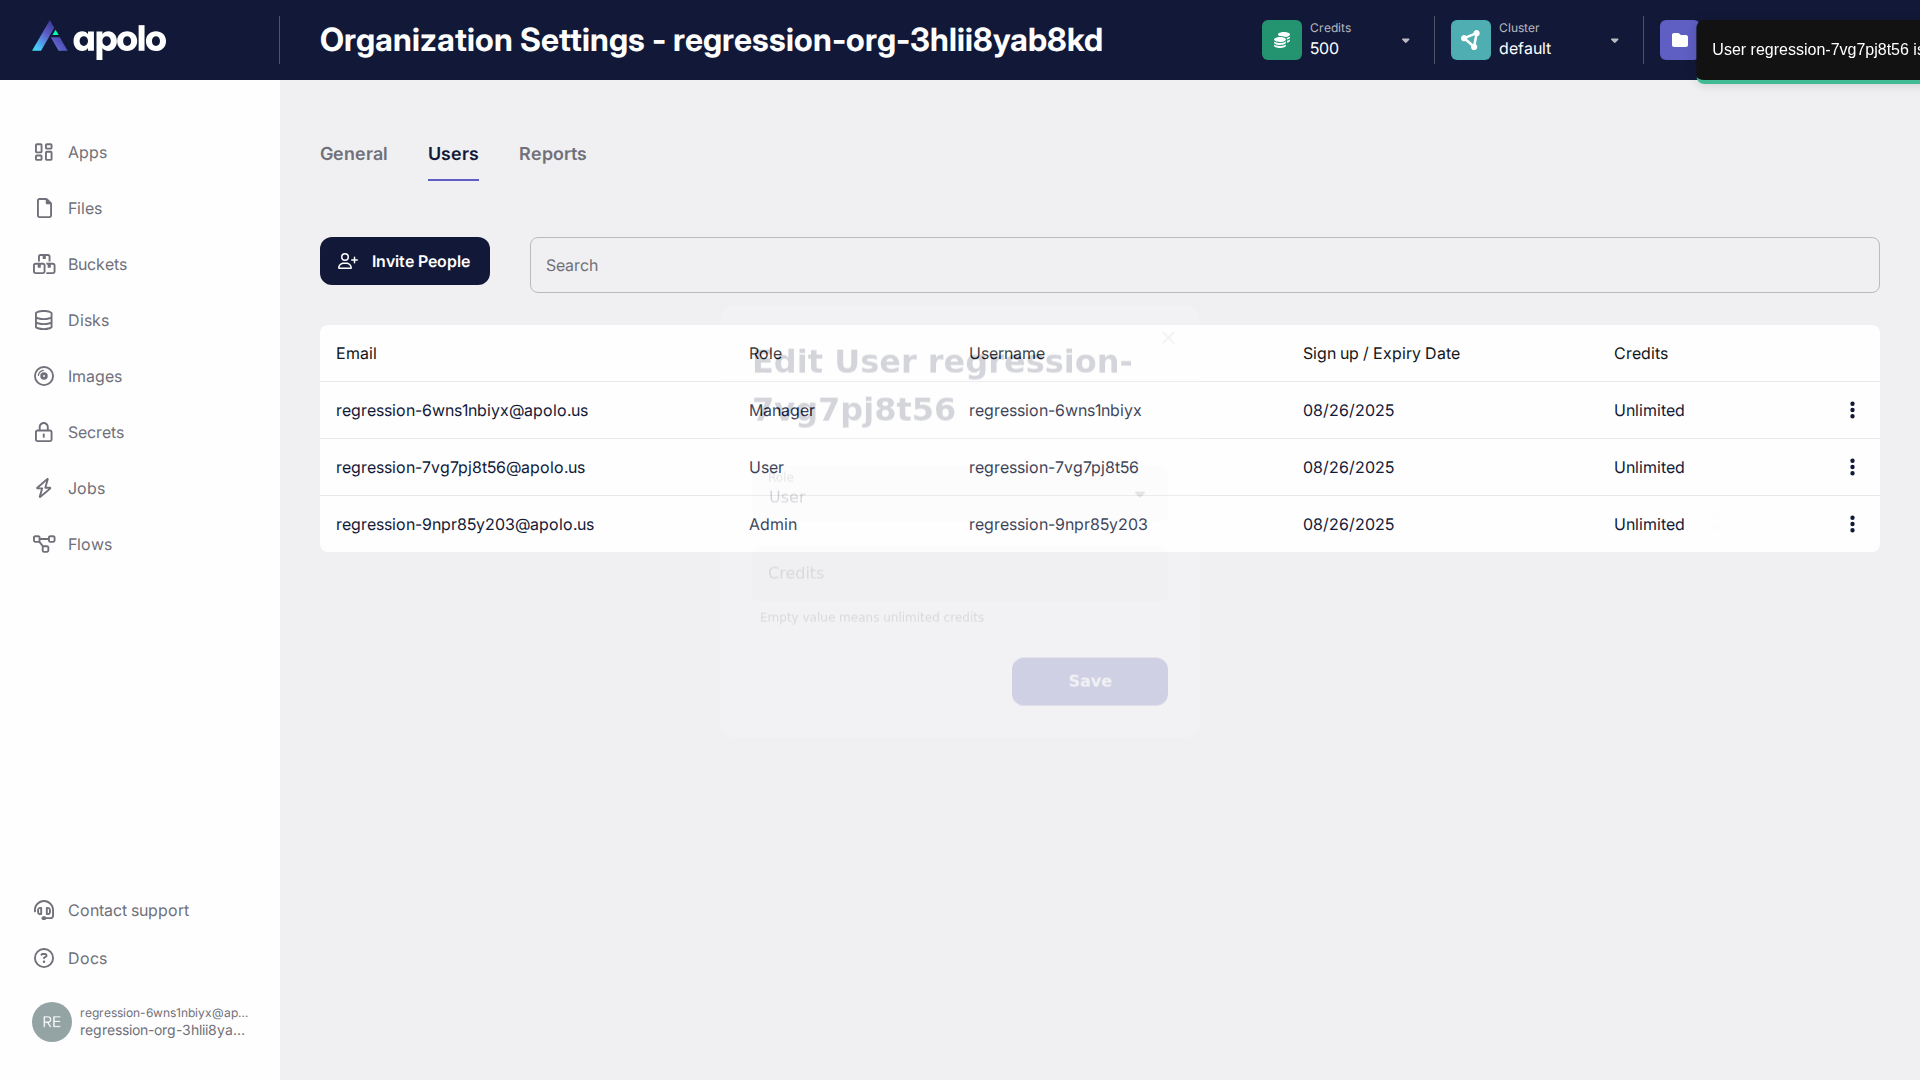 apolo
Organization Settings - regression-org-3hlii8yab8kd
Credits
500
Cluster
default
User regression-7vg7pj8t56 is
Apps
Files
Buckets
Disks
Images
Secrets
Jobs
Flows
General
Users
Reports
Invite People
Search
Email
Role
Username
Sign up / Expiry Date
Credits
regression-6wns1nbiyx@apolo.us
Manager
regression-6wns1nbiyx
08/26/2025
Unlimited
regression-7vg7pj8t56@apolo.us
User
regression-7vg7pj8t56
08/26/2025
Unlimited
regression-9npr85y203@apolo.us
Admin
regression-9npr85y203
08/26/2025
Unlimited
Edit User regression-
7vg7pj8t56
Role
User
Credits
Empty value means unlimited credits
Save
Contact support
Docs
RE
regression-6wns1nbiyx@ap...
regression-org-3hlii8ya...